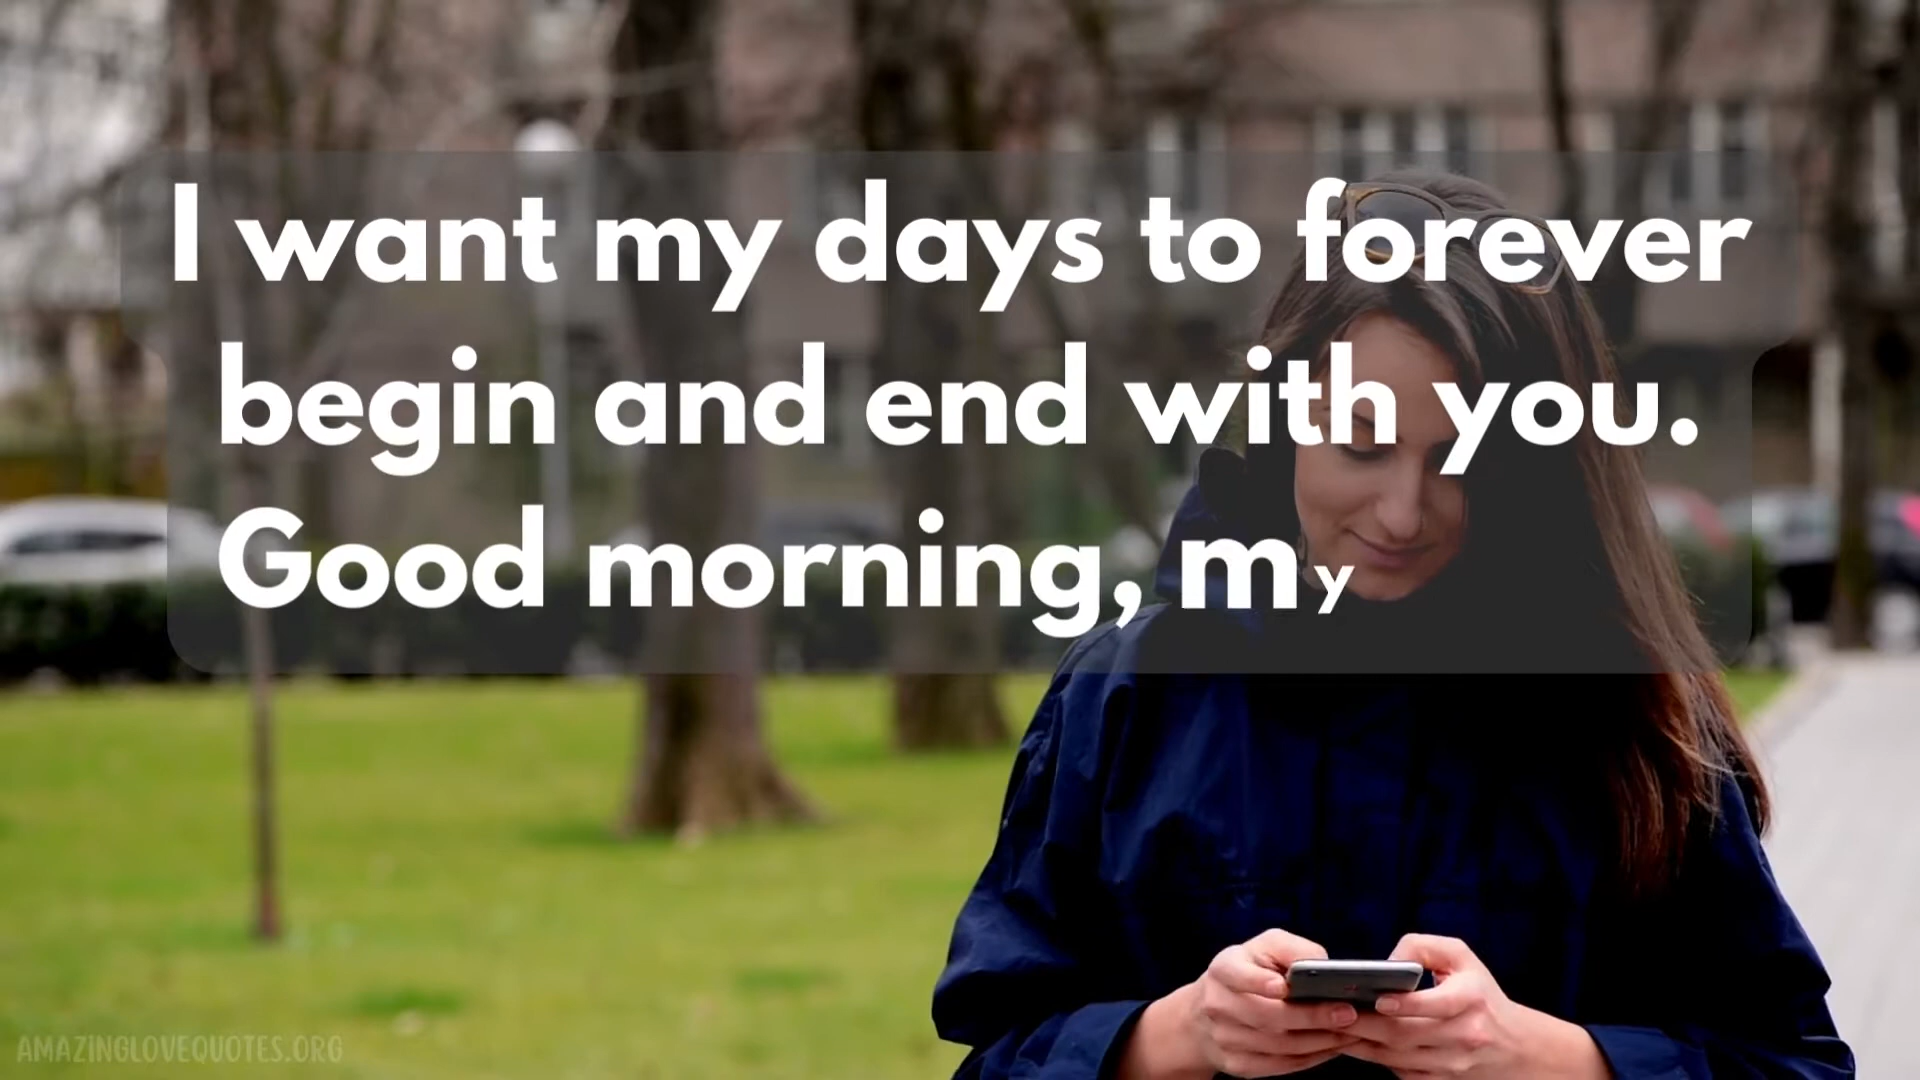 I want my days to forever
begin and end with you.
Good morning, my
AMAZINGLOVEQUOTES.ORG